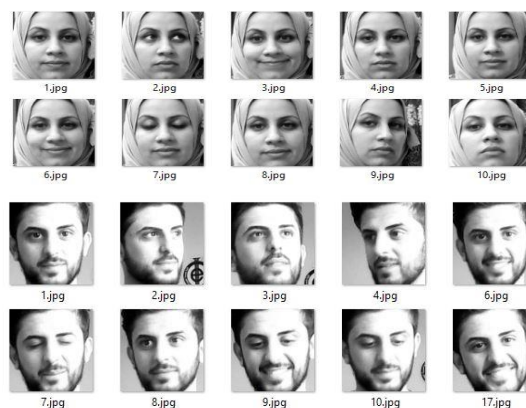 1.jpg 2.jpg 3.jpg 4.jpg 5.jpg
6.jpg 7.jpg 8.jpg 9.jpg 10.jpg
1.jpg 2.jpg 3.jpg 4.jpg 6.jpg
7.jpg 8.jpg 9.jpg 10.jpg 17.jpg